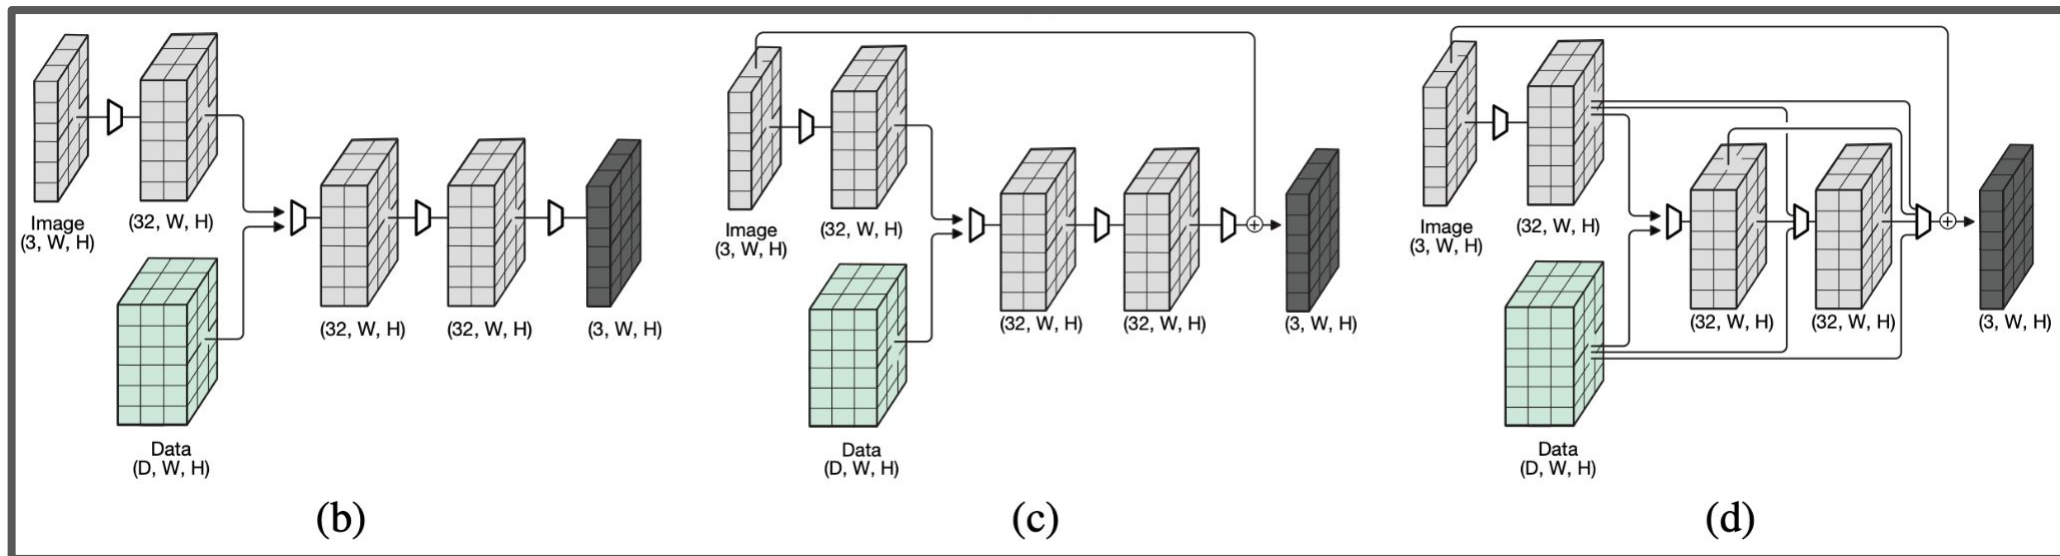 Image
(3, W, H)
(32, W, H)
Data
(D, W, H)
(32, W, H)
(32, W, H)
(3, W, H)
(b)
Image
(3, W, H)
(32, W, H)
Data
(D, W, H)
(32, W, H)
(32, W, H)
(3, W, H)
(c)
Image
(3, W, H)
(32, W, H)
Data
(D, W, H)
(32, W, H)
(32, W, H)
(3, W, H)
(d)